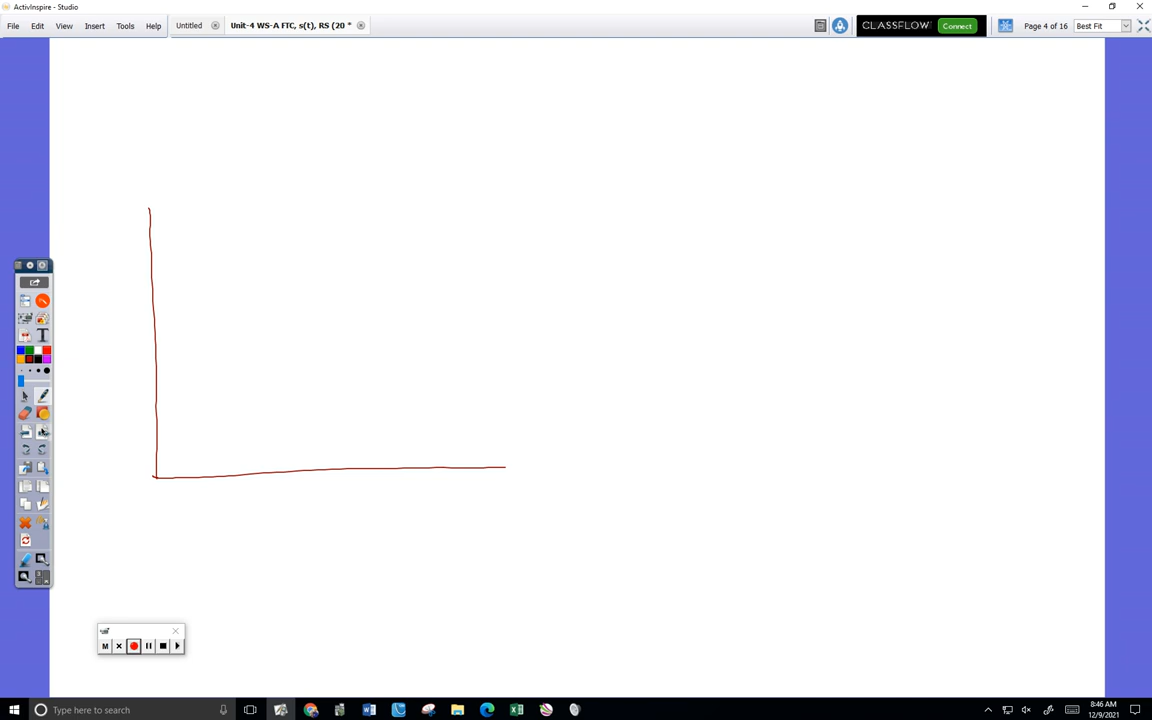 ActivInspire - Studio
File Edit View Insert Tools Help
Untitled
Unit-4 WS-A FTC, s(t), RS (20 *
CLASSFLOW Connect
Page 4 of 16
Best Fit
T
M
Type here to search
8:46 AM
12/9/2021